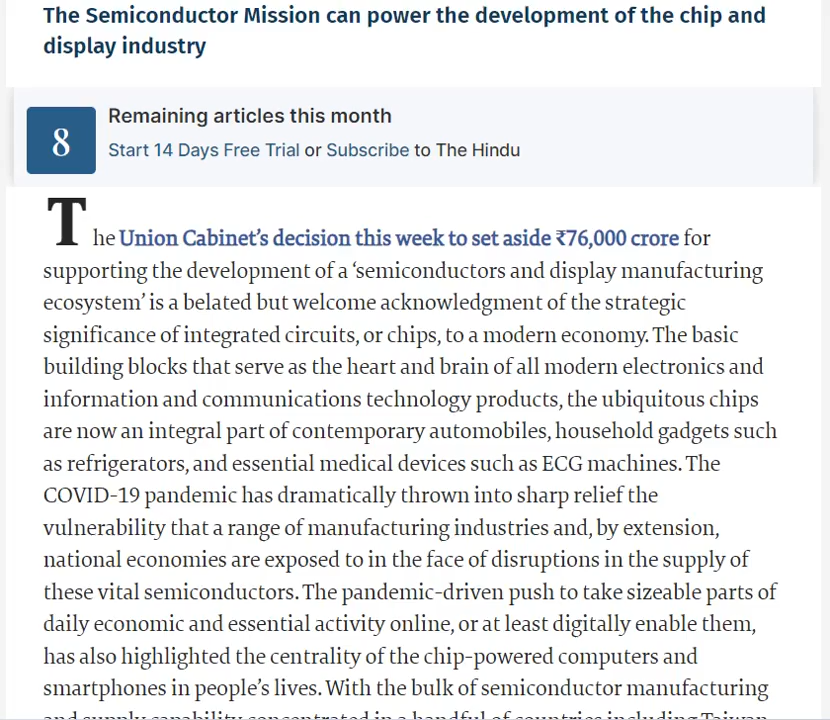 The Semiconductor Mission can power the development of the chip and
display industry
8
Remaining articles this month
Start 14 Days Free Trial or Subscribe to The Hindu
The Union Cabinet’s decision this week to set aside ₹76,000 crore for
supporting the development of a ‘semiconductors and display manufacturing
ecosystem’ is a belated but welcome acknowledgment of the strategic
significance of integrated circuits, or chips, to a modern economy. The basic
building blocks that serve as the heart and brain of all modern electronics and
information and communications technology products, the ubiquitous chips
are now an integral part of contemporary automobiles, household gadgets such
as refrigerators, and essential medical devices such as ECG machines. The
COVID-19 pandemic has dramatically thrown into sharp relief the
vulnerability that a range of manufacturing industries and, by extension,
national economies are exposed to in the face of disruptions in the supply of
these vital semiconductors. The pandemic-driven push to take sizeable parts of
daily economic and essential activity online, or at least digitally enable them,
has also highlighted the centrality of the chip-powered computers and
smartphones in people’s lives. With the bulk of semiconductor manufacturing
and supply capability concentrated in a handful of countries including Taiwan